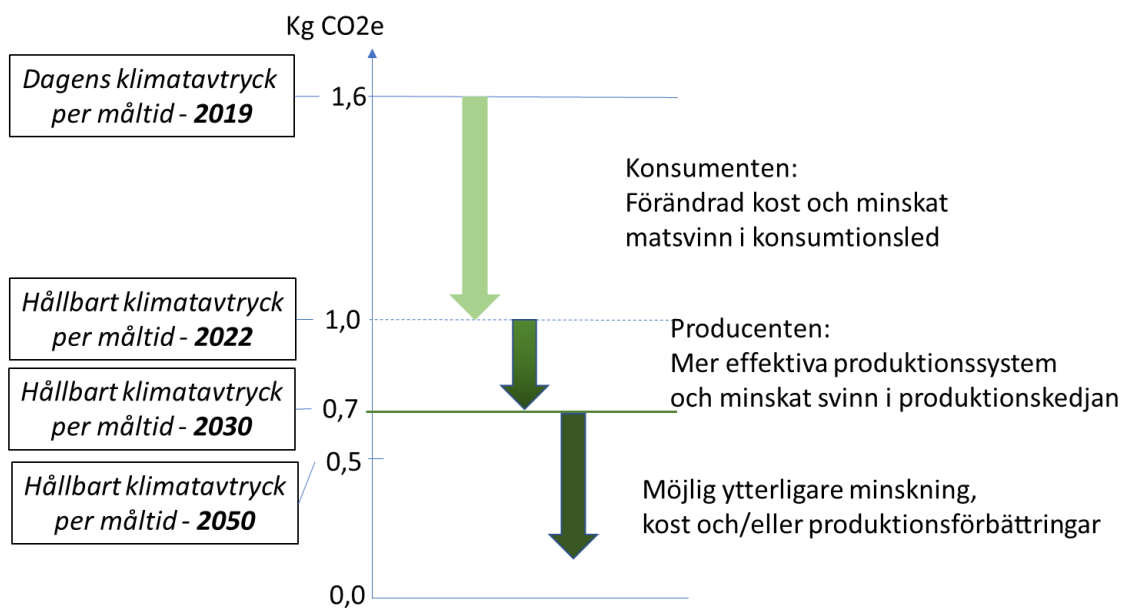 Kg CO2e
Dagens klimatavtryck
per måltid - 2019
1,6
Konsumenten:
Förändrad kost och minskat
matsvinn i konsumtionsled
Hållbart klimatavtryck
per måltid - 2022
1,0
Producenten:
Mer effektiva produktionssystem
och minskat svinn i produktionskedjan
Hållbart klimatavtryck
per måltid - 2030
0,7
0,5
Hållbart klimatavtryck
per måltid - 2050
Möjlig ytterligare minskning,
kost och/eller produktionsförbättringar
0,0